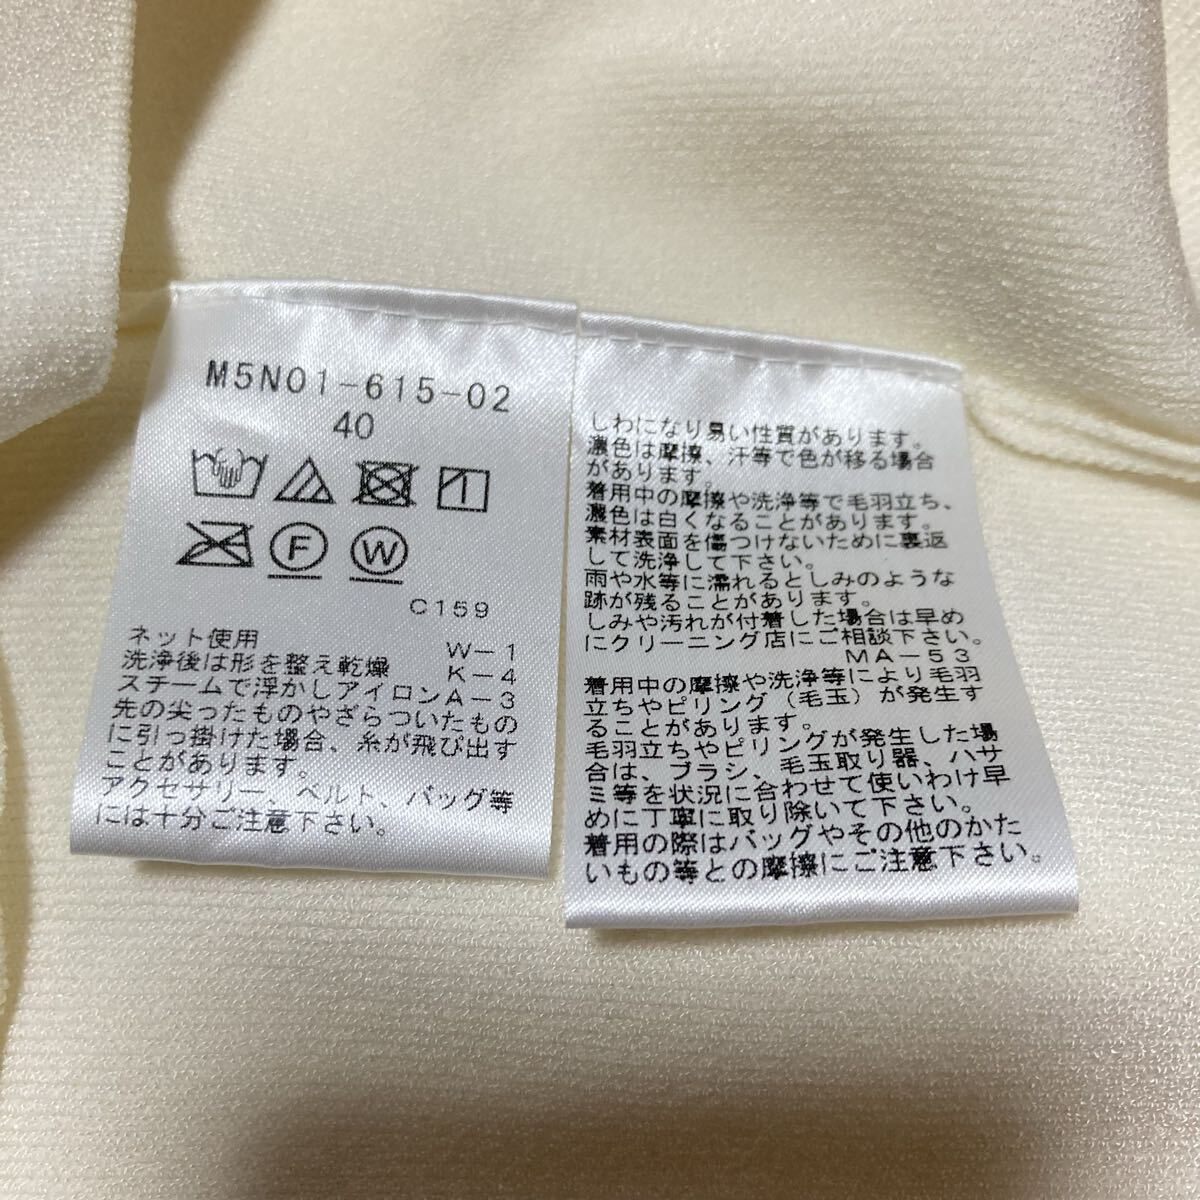 M5N01-615-02
40
F
W
C159
ネット使用 W-1
洗浄後は形を整え乾燥 K-4
スチームで浮かしアイロンA-3
先の尖ったものやざらついたもの
に引っ掛けた場合、糸が飛び出す
ことがあります。
アクセサリー、ベルト、バッグ等
には十分ご注意下さい。
しわになり易い性質があります。
濃色は摩擦、汗等で色が移る場合
があります。
着用中の摩擦や洗浄等で毛羽立ち、
濃色は白くなることがあります。
素材表面を傷つけないために裏返
して洗浄して下さい。
雨や水等に濡れるとしみのような
跡が残ることがあります。
しみや汚れが付着した場合は早め
にクリーニング店にご相談下さい。
MA-53
着用中の摩擦や洗浄等により毛羽
立ちやピリング（毛玉）が発生す
ることがあります。
毛羽立ちやピリングが発生した場
合は、ブラシ、毛玉取り器、ハサ
ミ等を状況に合わせて使いわけ早
めに丁寧に取り除いて下さい。
着用の際はバッグやその他のかた
いもの等との摩擦にご注意下さい。